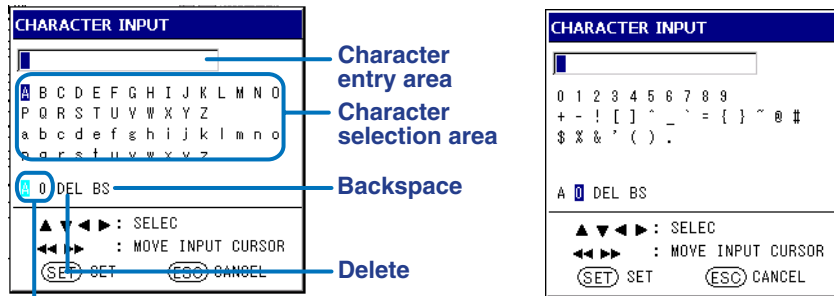 CHARACTER INPUT
A B C D E F G H I J K L M N O
P Q R S T U V W X Y Z
a b c d e f g h i j k l m n o
p q r s t u v w x y z
A 0 DEL BS
▲ ▼ ◀ ▶ : SELEC
◀◀ ▶▶ : MOVE INPUT CURSOR
SET SET ESC CANCEL
Character
entry area
Character
selection area
Backspace
Delete
CHARACTER INPUT
0 1 2 3 4 5 6 7 8 9
+ - ! [ ] ^ _ ` = { } ~ @ #
$ % & ' ( ) .
A 0 DEL BS
▲ ▼ ◀ ▶ : SELEC
◀◀ ▶▶ : MOVE INPUT CURSOR
SET SET ESC CANCEL